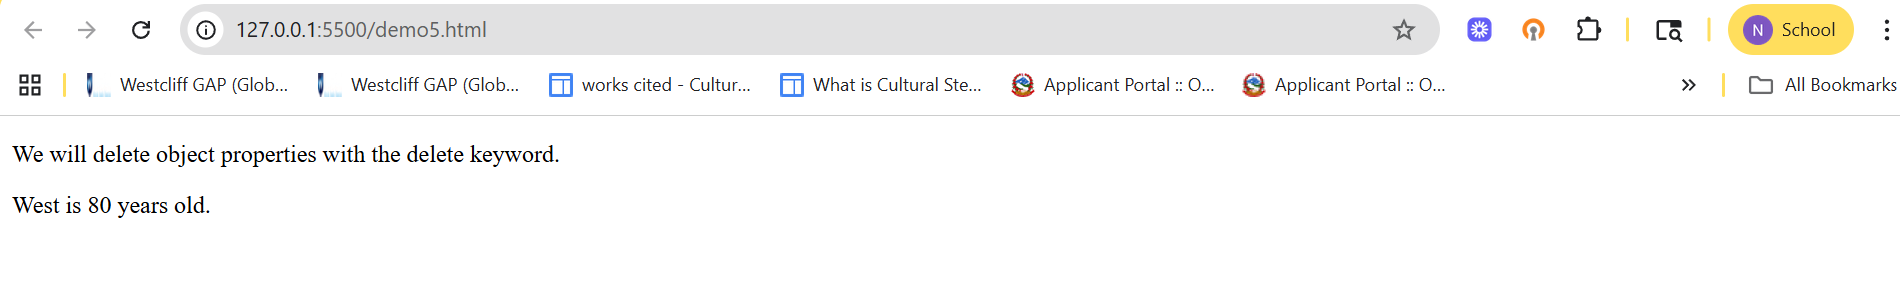 127.0.0.1:5500/demo5.html
N School
Westcliff GAP (Glob... Westcliff GAP (Glob... works cited - Cultur... What is Cultural Ste... Applicant Portal :: O... Applicant Portal :: O... » All Bookmarks
We will delete object properties with the delete keyword.
West is 80 years old.